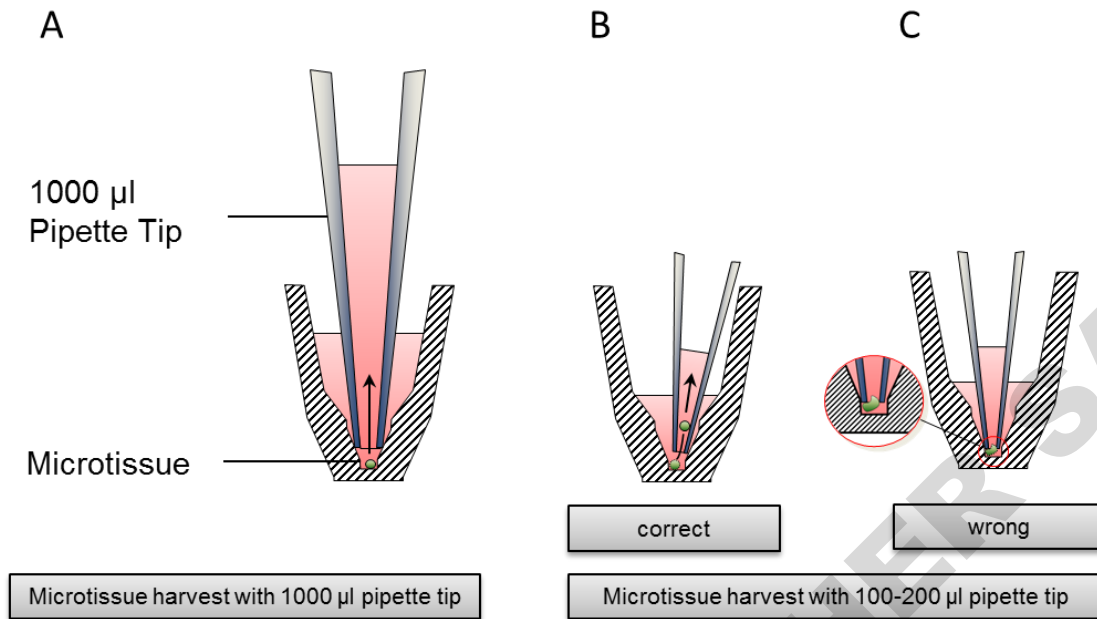 A
B
C
1000 µl
Pipette Tip
Microtissue
correct
wrong
Microtissue harvest with 1000 µl pipette tip
Microtissue harvest with 100-200 µl pipette tip